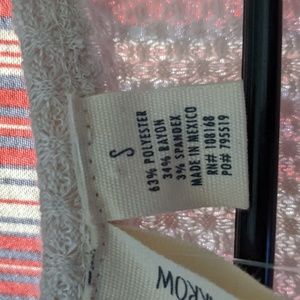 S
63% POLYESTER
34% RAYON
3% SPANDEX
MADE IN MEXICO
RN# 108168
PO# 795519